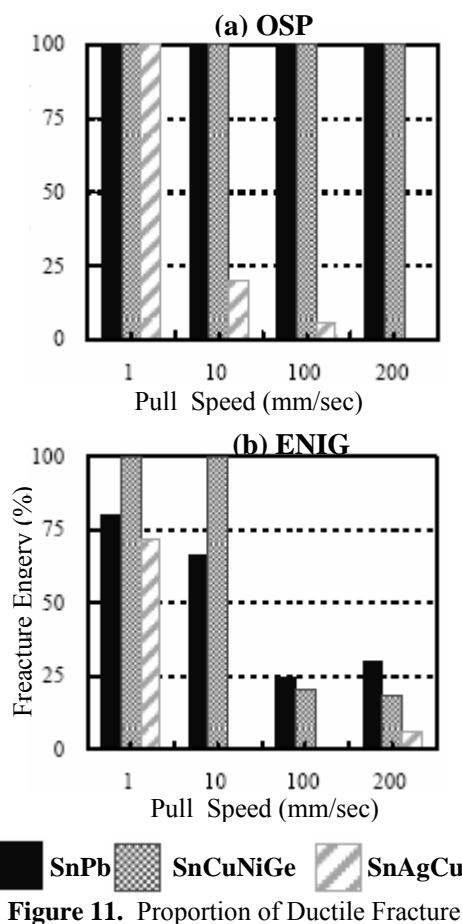 (a) OSP
100
75
50
25
0
1 10 100 200
Pull Speed (mm/sec)
(b) ENIG
Freacture Engerv (%)
100
75
50
25
0
1 10 100 200
Pull Speed (mm/sec)
SnPb SnCuNiGe SnAgCu
Figure 11. Proportion of Ductile Fracture